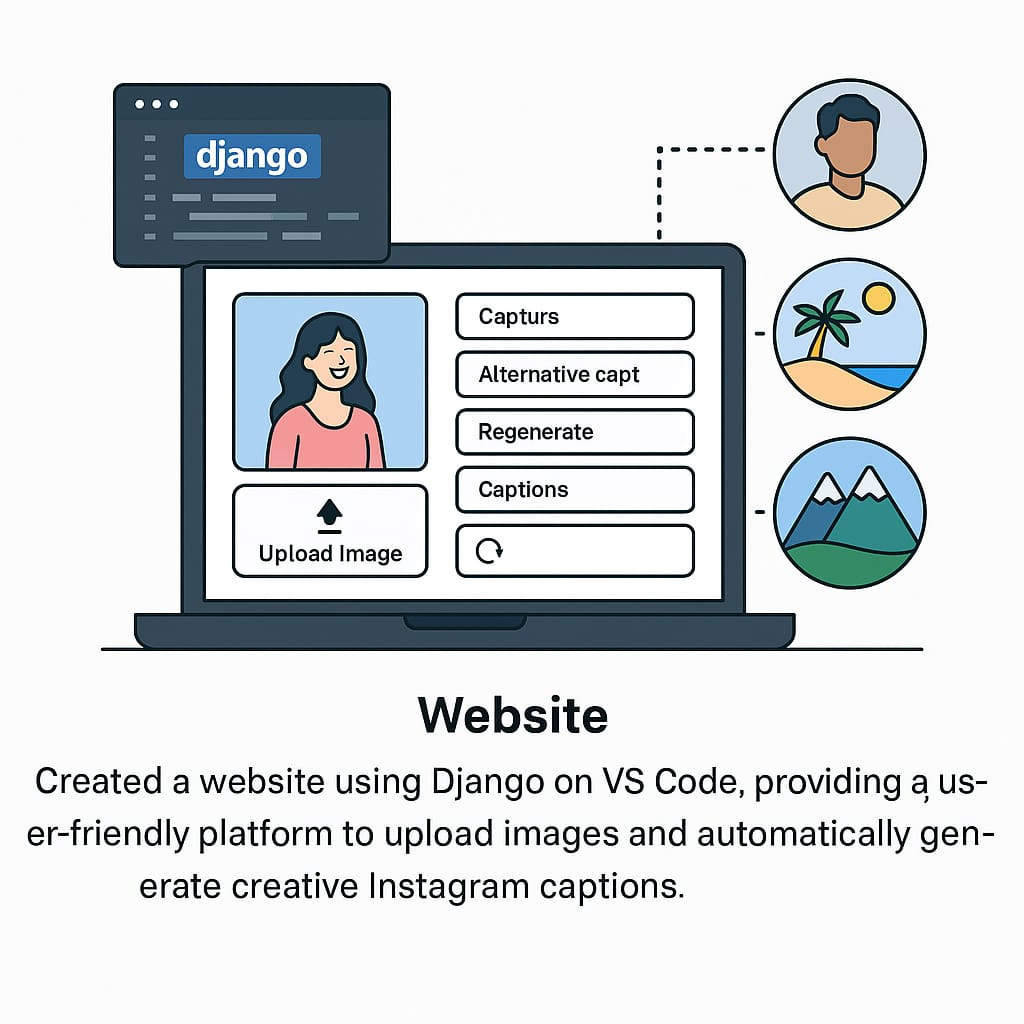 django
Capturs
Alternative capt
Regenerate
Captions
Upload Image
Website
Created a website using Django on VS Code, providing a, us-
er-friendly platform to upload images and automatically gen-
erate creative Instagram captions.